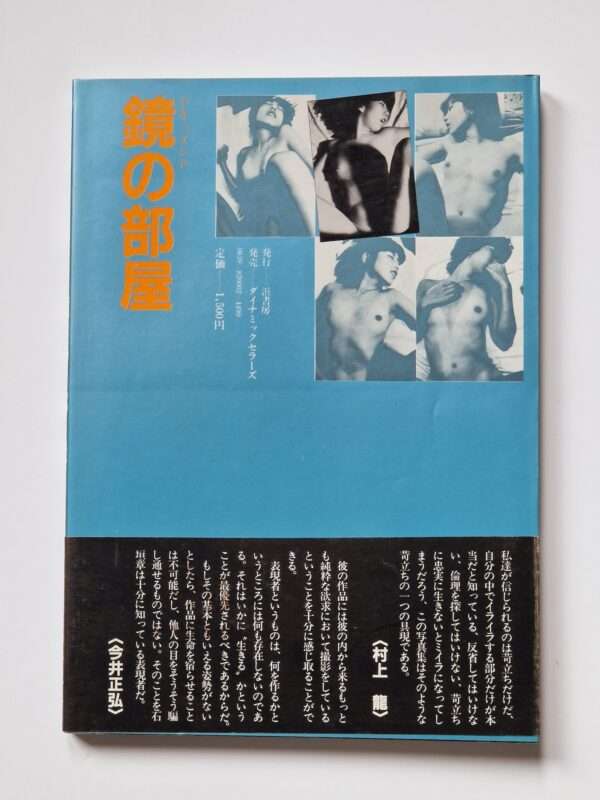 鏡の部屋
発行 浜書房
発売 ダイナミックセラーズ
定価──1,500円
私達が信じられるのは苛立ちだけだ、
自分の中でイライラする部分だけが本
当だと知っている、反省してはいけな
い、倫理を探してはいけない、苛立ち
に忠実に生きないとミイラになってし
まうだろう、この写真集はそのような
苛立ちの一つの具現である。
〈村上 龍〉
彼の作品には彼の内から来るもっと
も純粋な欲求において撮影をしている
ということを十分に感じ取ることがで
きる。
表現者というものは、何を作るかと
いうところには何も存在しないのであ
る。それはいかに“生きる”かという
ことが最優先されるべきであるからだ。
もしその基本ともいえる姿勢がない
としたら、作品に生命を宿らせること
は不可能だし、他人の目をそうそう騙
し通せるものではない。そのことを石
垣章は十分に知っている表現者だ。
〈今井正弘〉